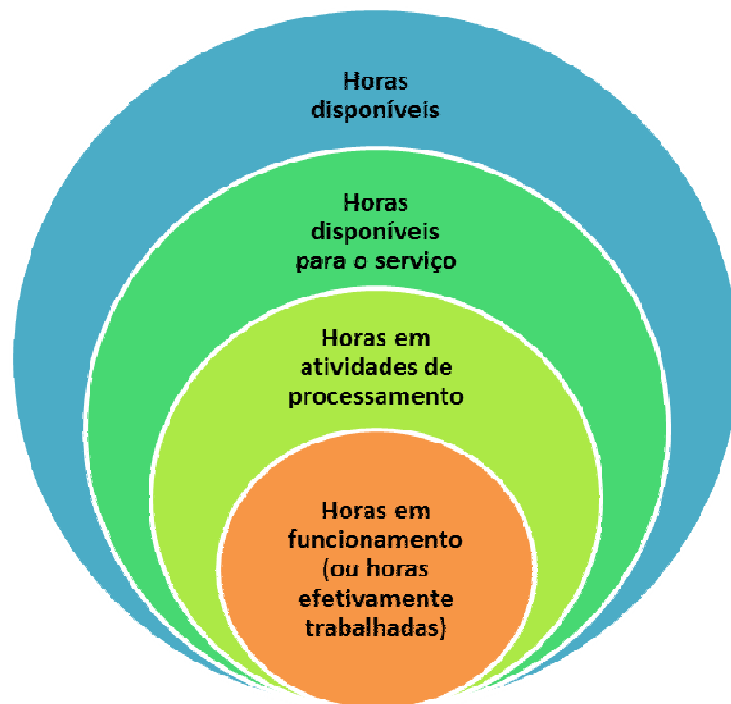 Horas
disponíveis
Horas
disponíveis
para o serviço
Horas em
atividades de
processamento
Horas em
funcionamento
(ou horas
efetivamente
trabalhadas)